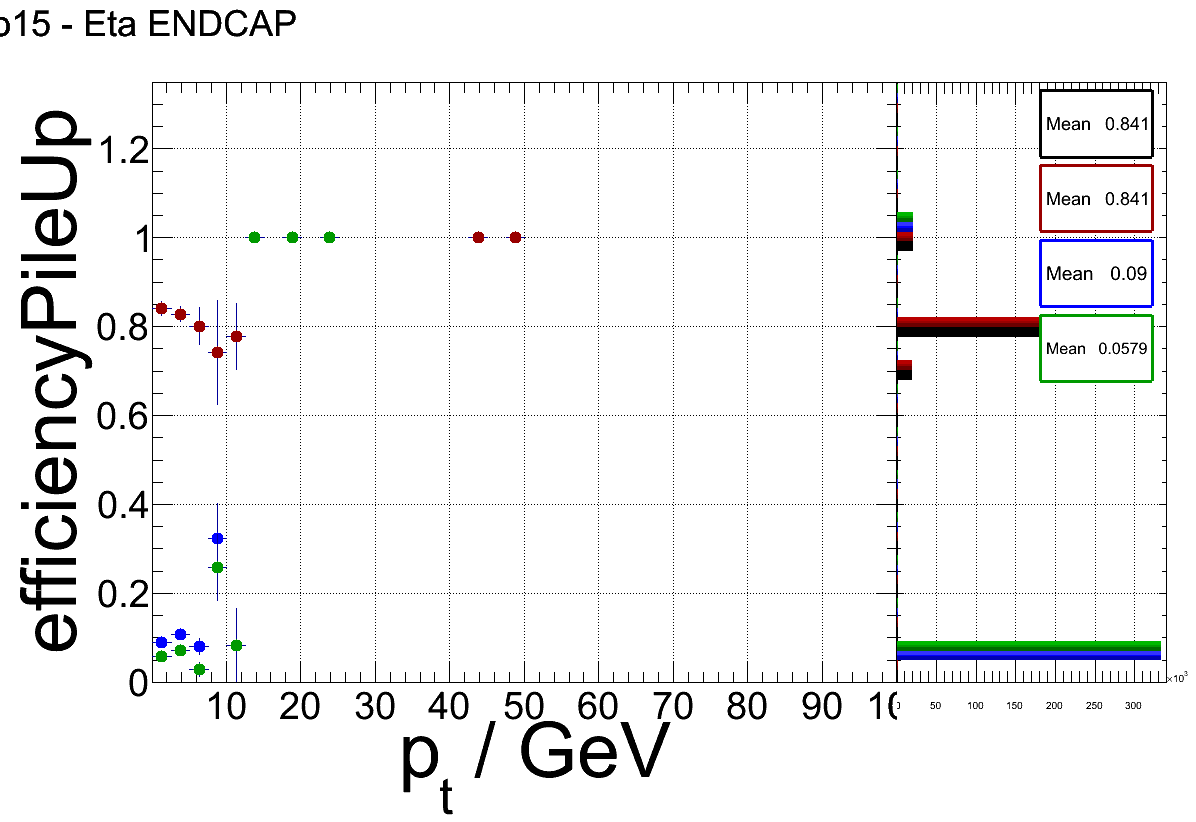 15 - Eta ENDCAP
efficiencyPileUp
1.2
1
0.8
0.6
0.4
0.2
0
10 20 30 40 50 60 70 80 90
p_t / GeV
Mean 0.841
Mean 0.841
Mean 0.09
Mean 0.0579
50 100 150 200 250 300
×10³